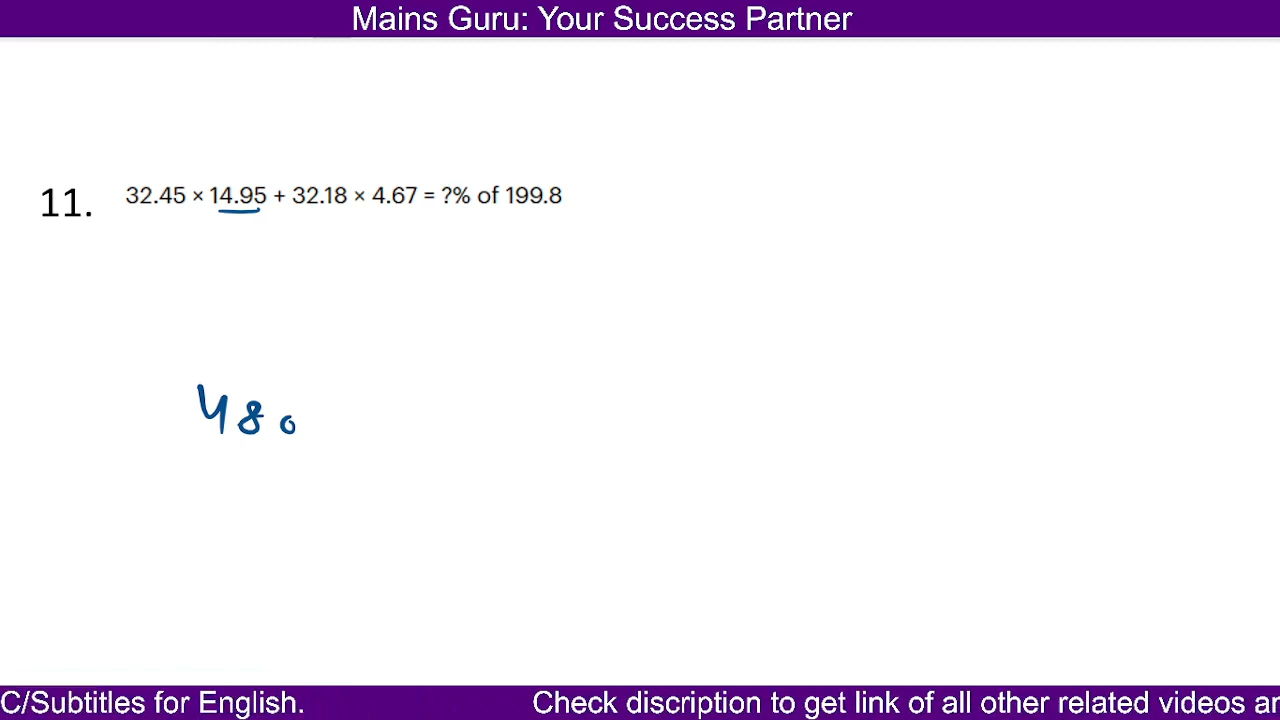 Mains Guru: Your Success Partner
11. 32.45 × 14.95 + 32.18 × 4.67 = ?% of 199.8
480
C/Subtitles for English. Check discription to get link of all other related videos ar